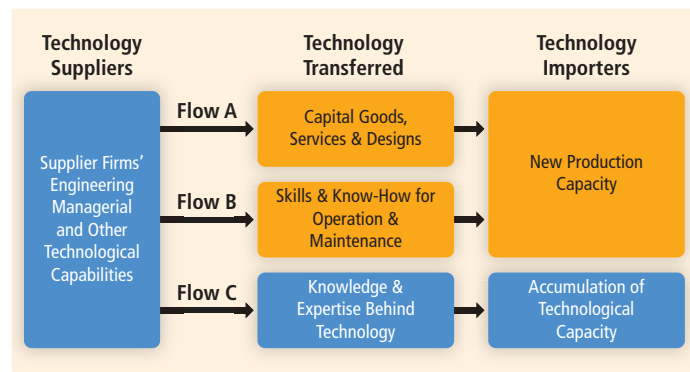 Technology
Suppliers
Technology
Transferred
Technology
Importers
Supplier Firms’
Engineering
Managerial
and Other
Technological
Capabilities
Flow A
Capital Goods,
Services & Designs
Flow B
Skills & Know-How for
Operation &
Maintenance
New Production
Capacity
Flow C
Knowledge &
Expertise Behind
Technology
Accumulation of
Technological
Capacity